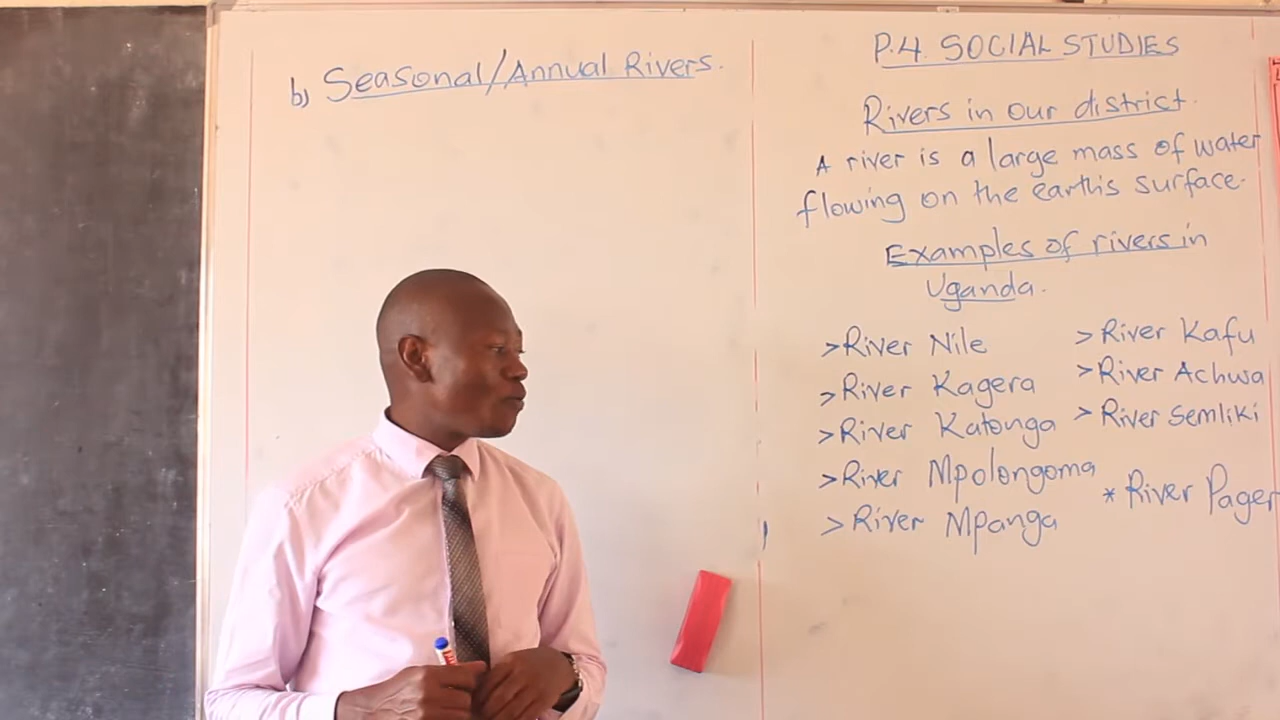 b) Seasonal/Annual Rivers.
P.4. SOCIAL STUDIES
Rivers in our district.
A river is a large mass of water
flowing on the earth's surface.
Examples of rivers in
Uganda.
>River Nile
>River Kagera
>River Katonga
>River Mpolongoma
>River Mpanga
>River Kafu
>River Achwa
>River Semliki
* River Pager